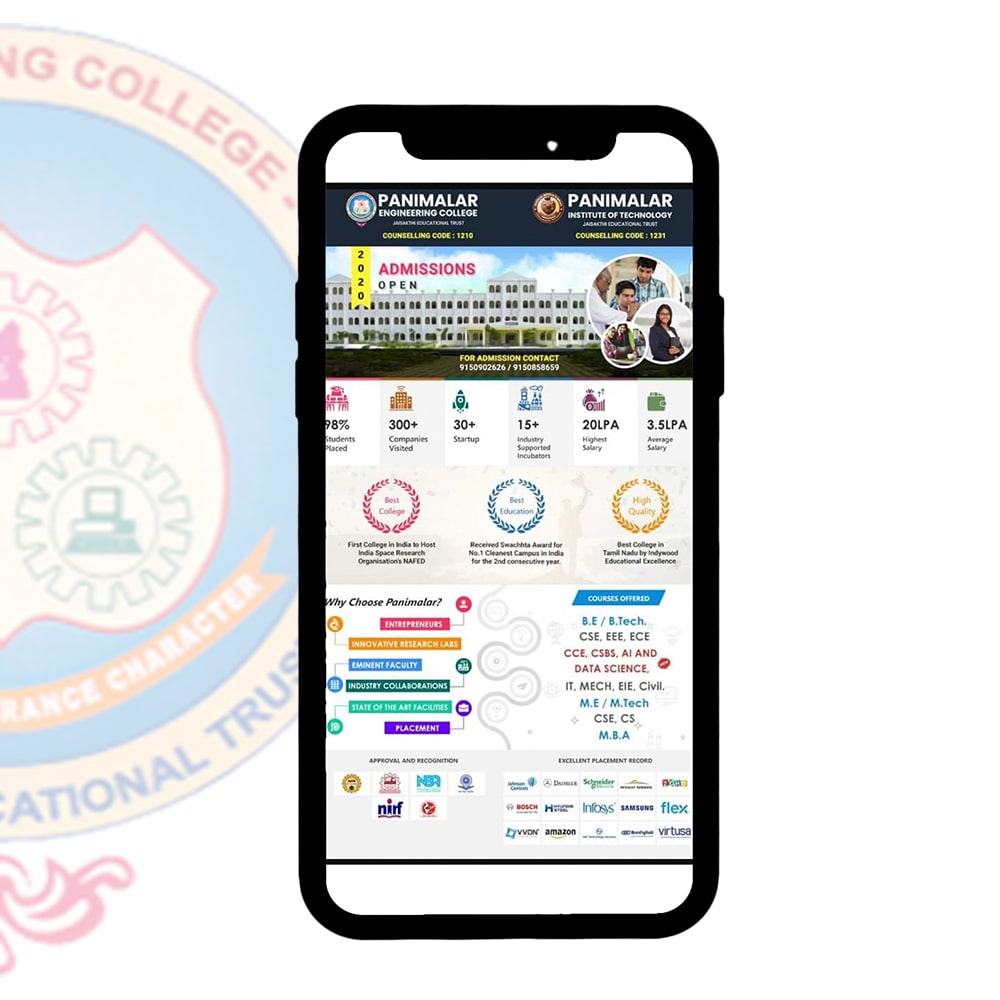 NG COLLEGE -
RANCE CHARACTER
CATIONAL TRUS
PANIMALAR
ENGINEERING COLLEGE
JAISAKTHI EDUCATIONAL TRUST
COUNSELLING CODE : 1210
PANIMALAR
INSTITUTE OF TECHNOLOGY
JAISAKTHI EDUCATIONAL TRUST
COUNSELLING CODE : 1231
2020
ADMISSIONS
OPEN
FOR ADMISSION CONTACT
9150902626 / 9150858659
98%
Students
Placed
300+
Companies
Visited
30+
Startup
15+
Industry
Supported
Incubators
20LPA
Highest
Salary
3.5LPA
Average
Salary
Best
College
First College in India to Host
India Space Research
Organisation's NAFED
Best
Education
Received Swachhta Award for
No.1 Cleanest Campus in India
for the 2nd consecutive year.
High
Quality
Best College in
Tamil Nadu by Indywood
Educational Excellence
Why Choose Panimalar?
ENTREPRENEURS
INNOVATIVE RESEARCH LABS
EMINENT FACULTY
INDUSTRY COLLABORATIONS
STATE OF THE ART FACILITIES
PLACEMENT
COURSES OFFERED
B.E / B.Tech.
CSE, EEE, ECE
CCE, CSBS, AI AND
DATA SCIENCE,
IT, MECH, EIE, Civil.
M.E / M.Tech
CSE, CS
M.B.A
APPROVAL AND RECOGNITION
NBA
nirf
EXCELLENT PLACEMENT RECORD
Johnson
Controls
DAIMLER
Schneider
Electric
RENAULT NISSAN
ZOHO
BOSCH
HYUNDAI
STEEL
Infosys
SAMSUNG
flex
VVDN
amazon
virtusa